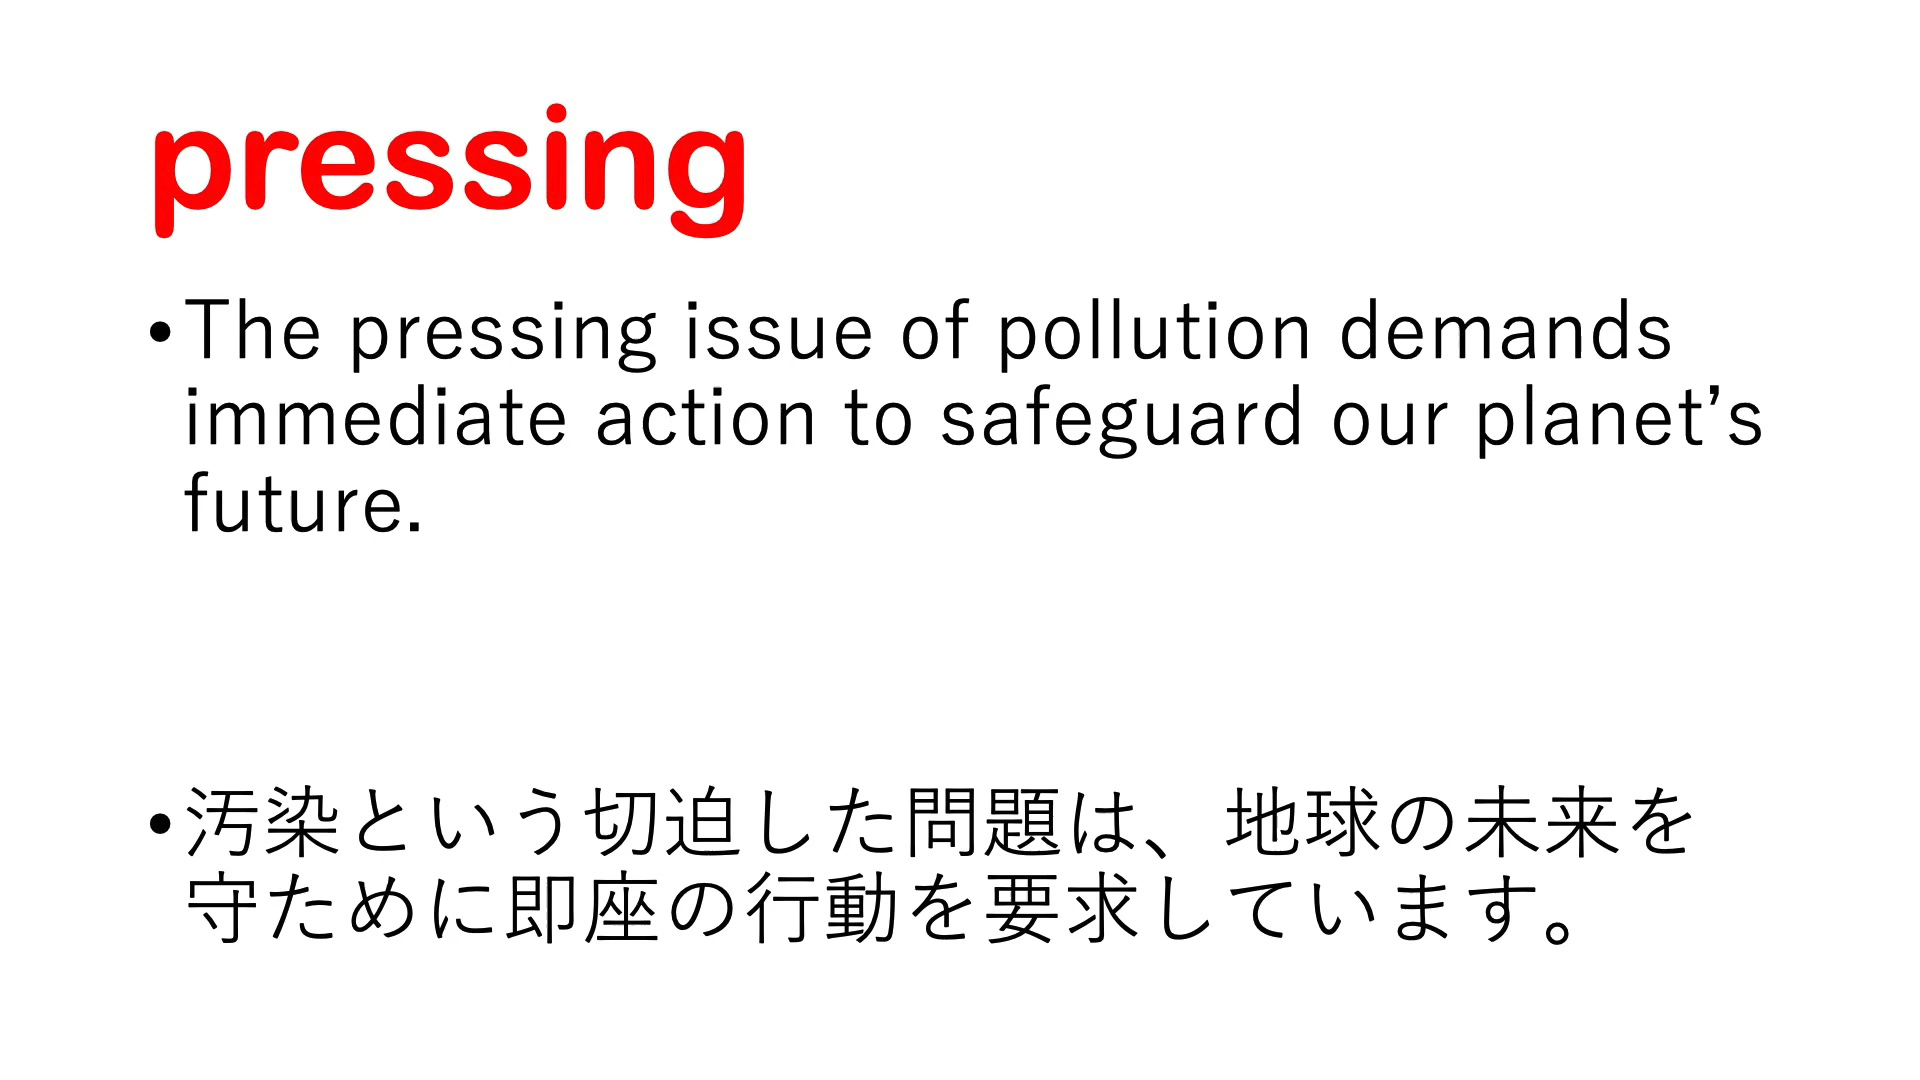 pressing
•The pressing issue of pollution demands
immediate action to safeguard our planet’s
future.
•汚染という切迫した問題は、地球の未来を
守ために即座の行動を要求しています。